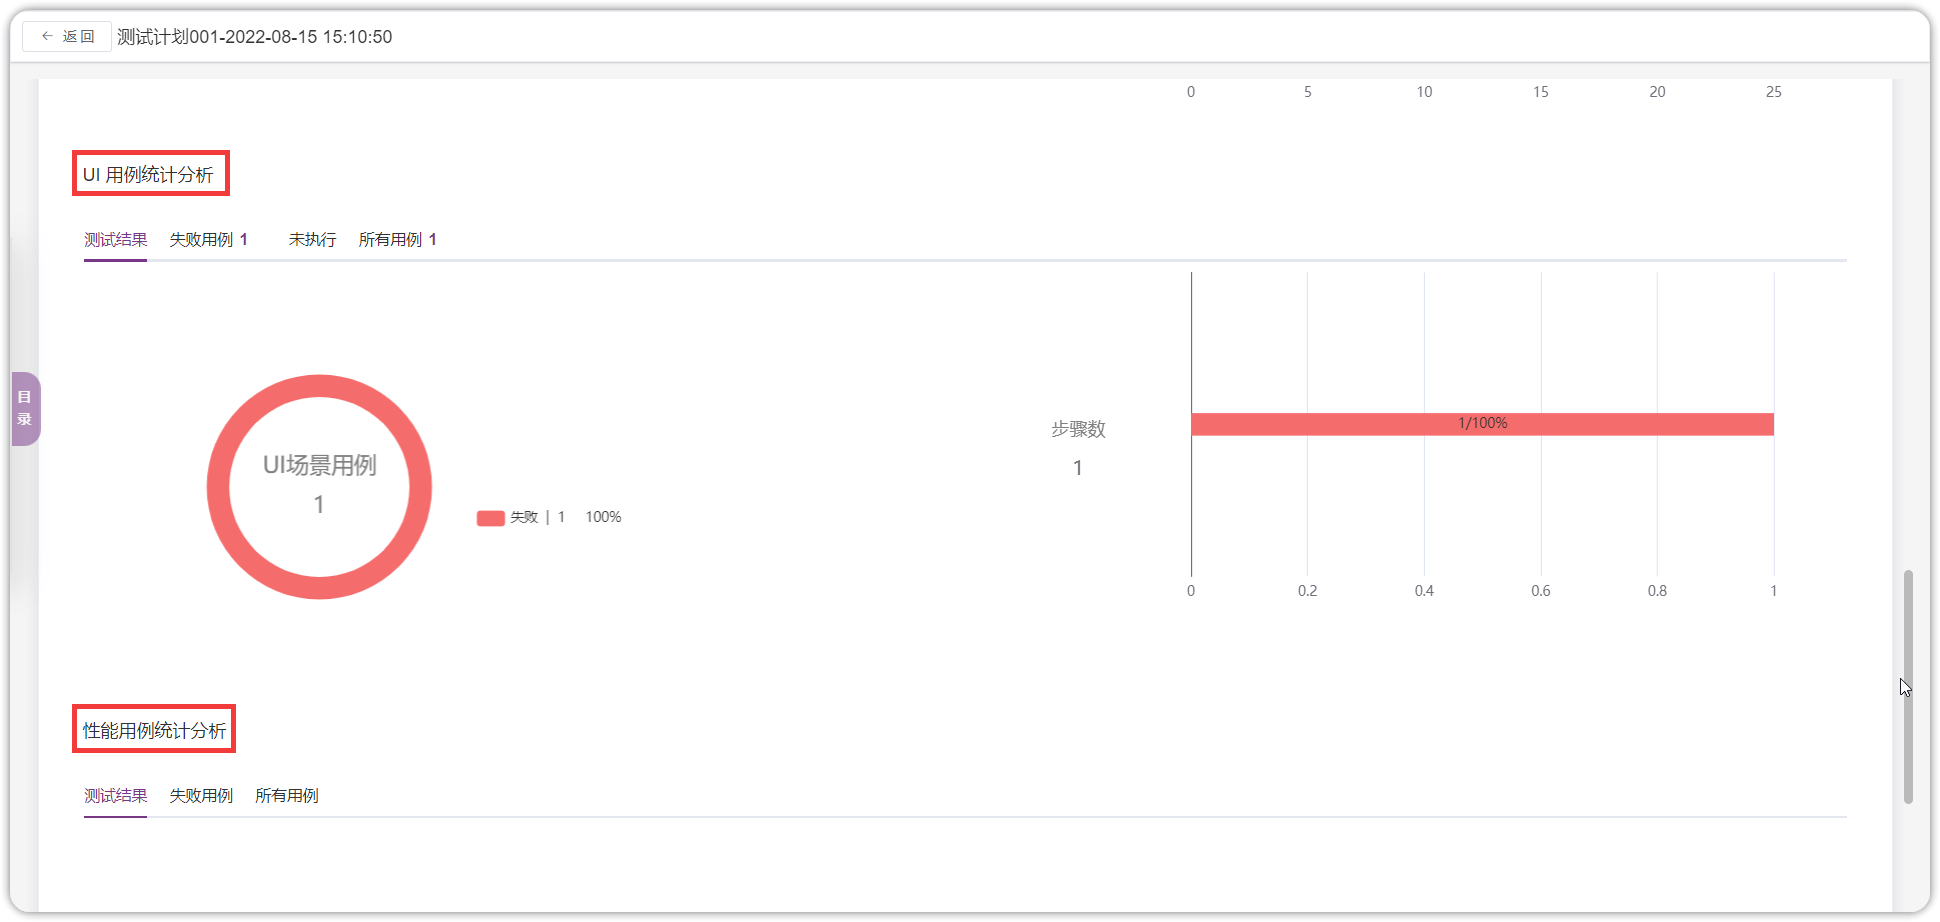 ← 返回 测试计划001-2022-08-15 15:10:50
0 5 10 15 20 25
UI 用例统计分析
测试结果 失败用例 1 未执行 所有用例 1
目录
1/100%
步骤数
1
UI场景用例
1
失败 | 1 100%
0 0.2 0.4 0.6 0.8 1
性能用例统计分析
测试结果 失败用例 所有用例